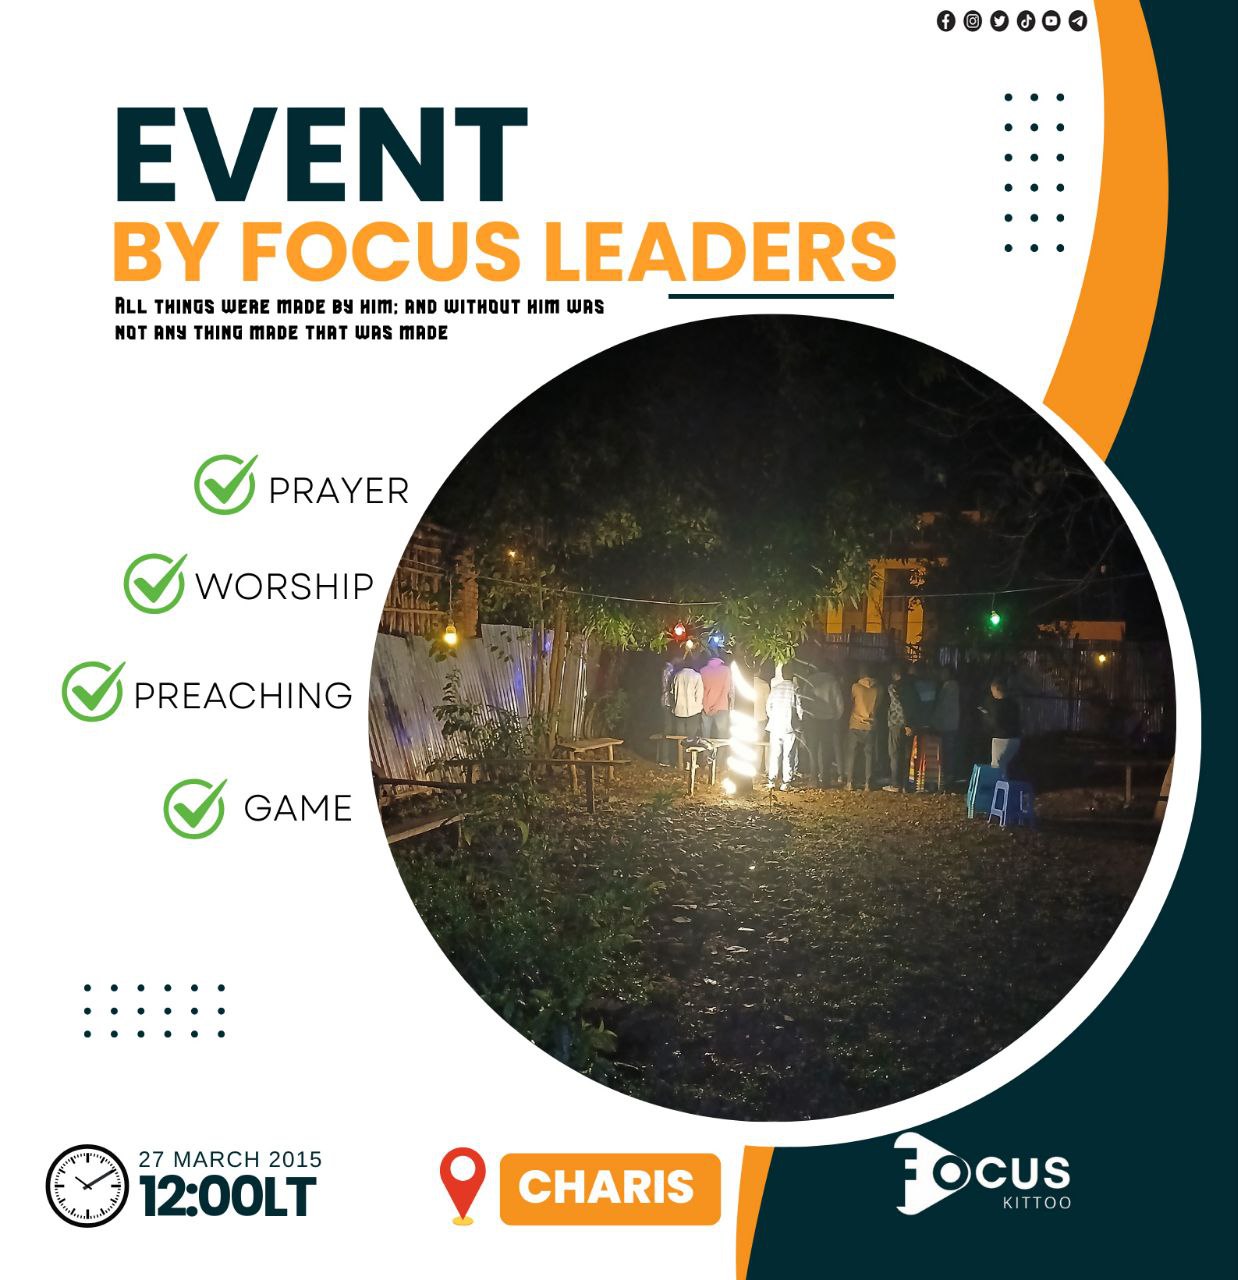 EVENT
BY FOCUS LEADERS
ALL THINGS WERE MADE BY HIM; AND WITHOUT HIM WAS
NOT ANY THING MADE THAT WAS MADE
PRAYER
WORSHIP
PREACHING
GAME
27 MARCH 2015
12:00LT
CHARIS
FOCUS
KITTOO